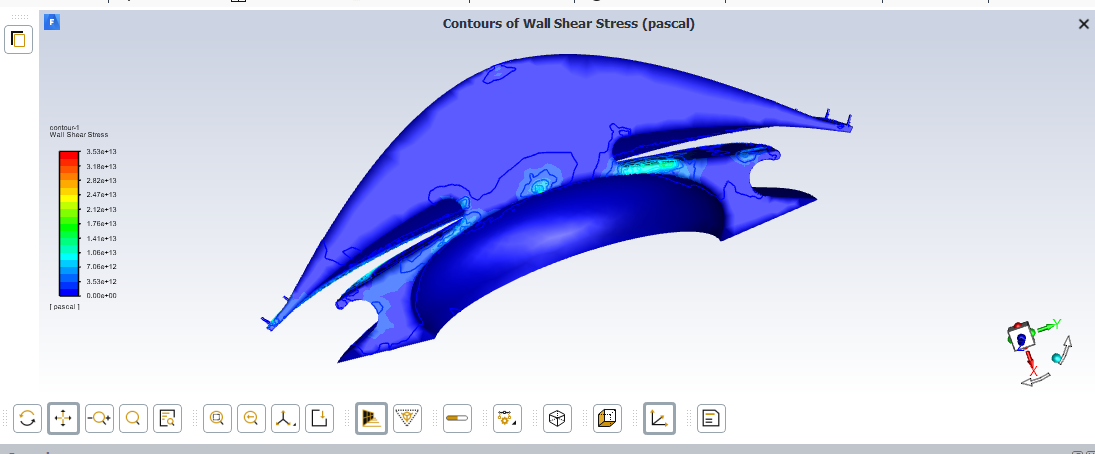 F
Contours of Wall Shear Stress (pascal)
contour-1
Wall Shear Stress
3.53e+13
3.18e+13
2.82e+13
2.47e+13
2.12e+13
1.76e+13
1.41e+13
1.06e+13
7.06e+12
3.53e+12
0.00e+00
[ pascal ]
Y
Z
X